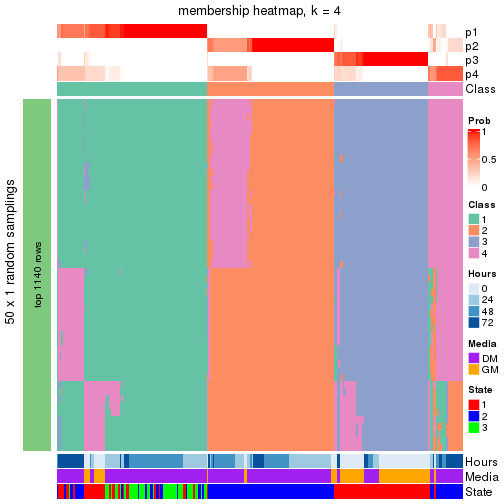 membership heatmap, k = 4
p1
p2
p3
p4
Class
50 x 1 random samplings
top 1140 rows
Prob
1
0.5
0
Class
1
2
3
4
Hours
0
24
48
72
Media
DM
GM
State
1
2
3
Hours
Media
State